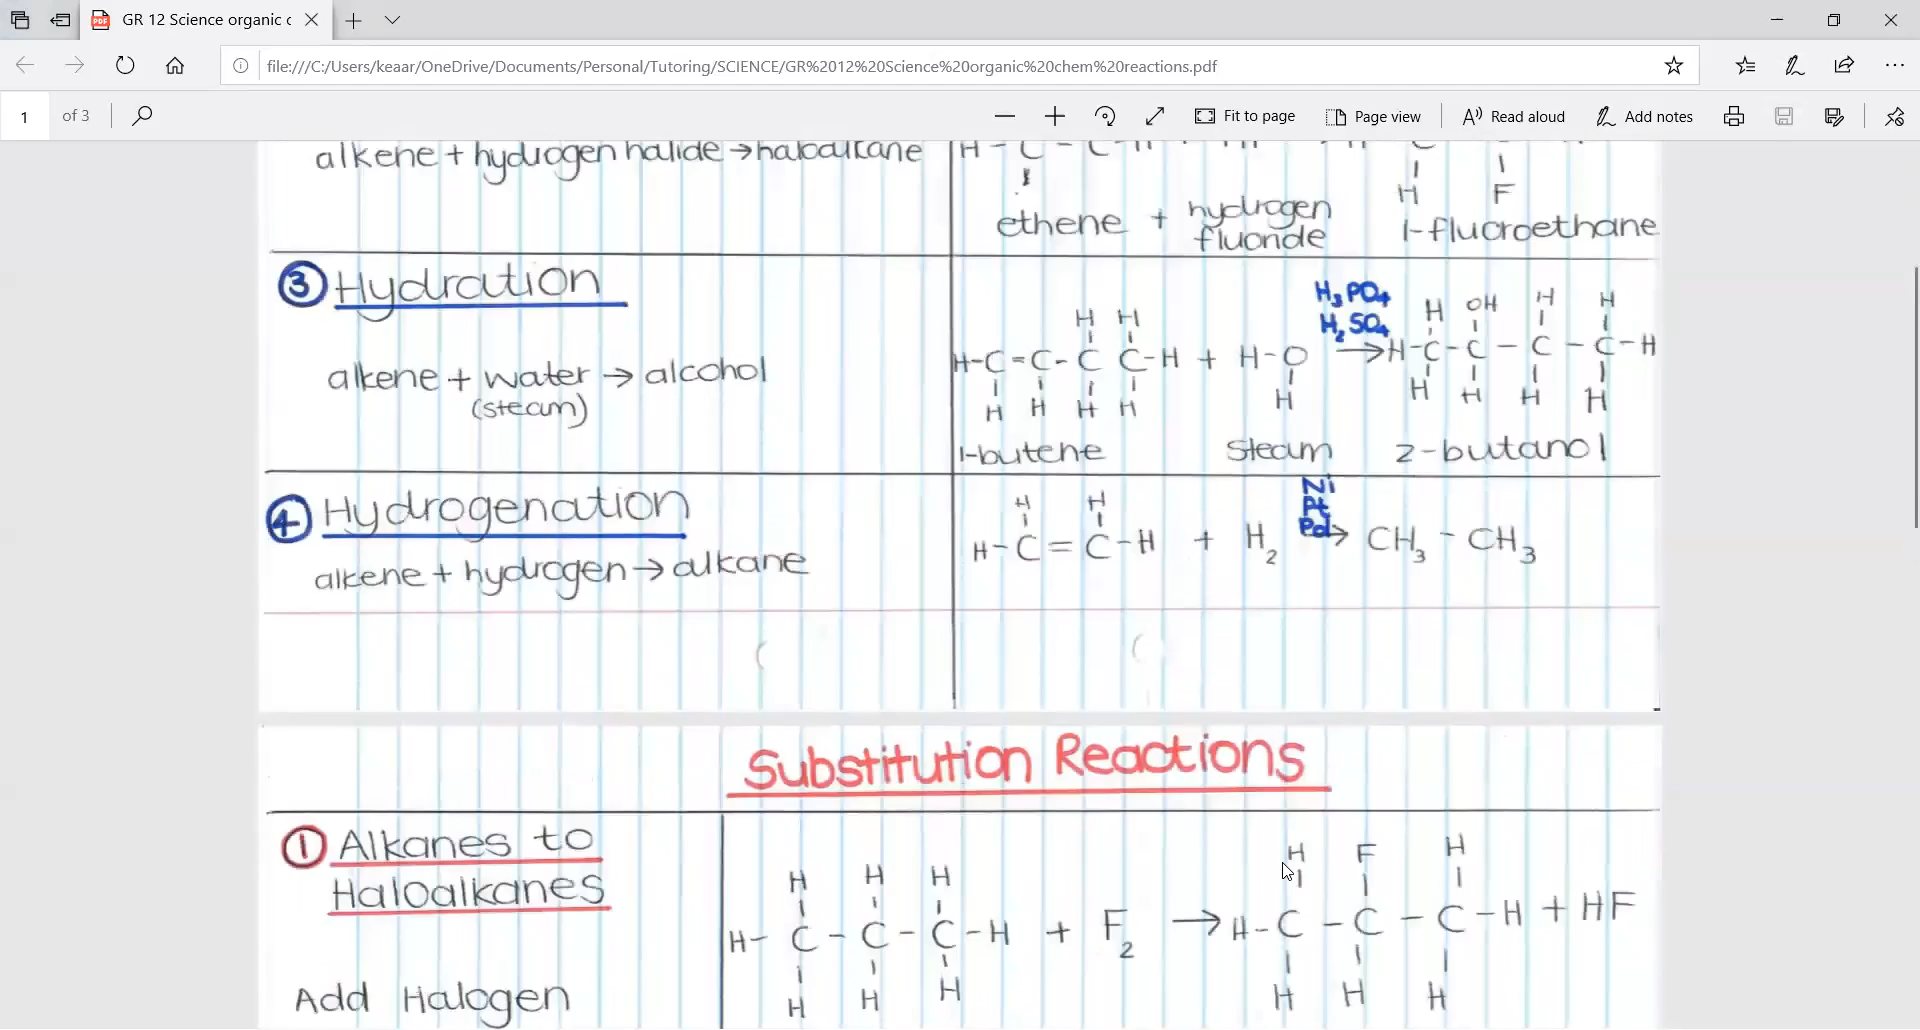 GR 12 Science organic c
file:///C:/Users/keaar/OneDrive/Documents/Personal/Tutoring/SCIENCE/GR%2012%20Science%20organic%20chem%20reactions.pdf
1 of 3
Fit to page Page view Read aloud Add notes
alkene + hydrogen halide → haloalkane
H - C - C - H
H F
ethene + hydrogen fluoride 1-fluoroethane
③ Hydration
alkene + water → alcohol
(steam)
H₃PO₄
H₂SO₄
H H H OH H H
H-C=C-C C-H + H-O → H-C-C-C-C-H
H H H H H H H H H
1-butene Steam 2-butanol
④ Hydrogenation
alkene + hydrogen → alkane
Ni
Pt
Pd
H H
H-C=C-H + H₂ → CH₃ - CH₃
Substitution Reactions
① Alkanes to
Haloalkanes
Add Halogen
H H H H F H
H-C-C-C-H + F₂ → H-C-C-C-H + HF
H H H H H H